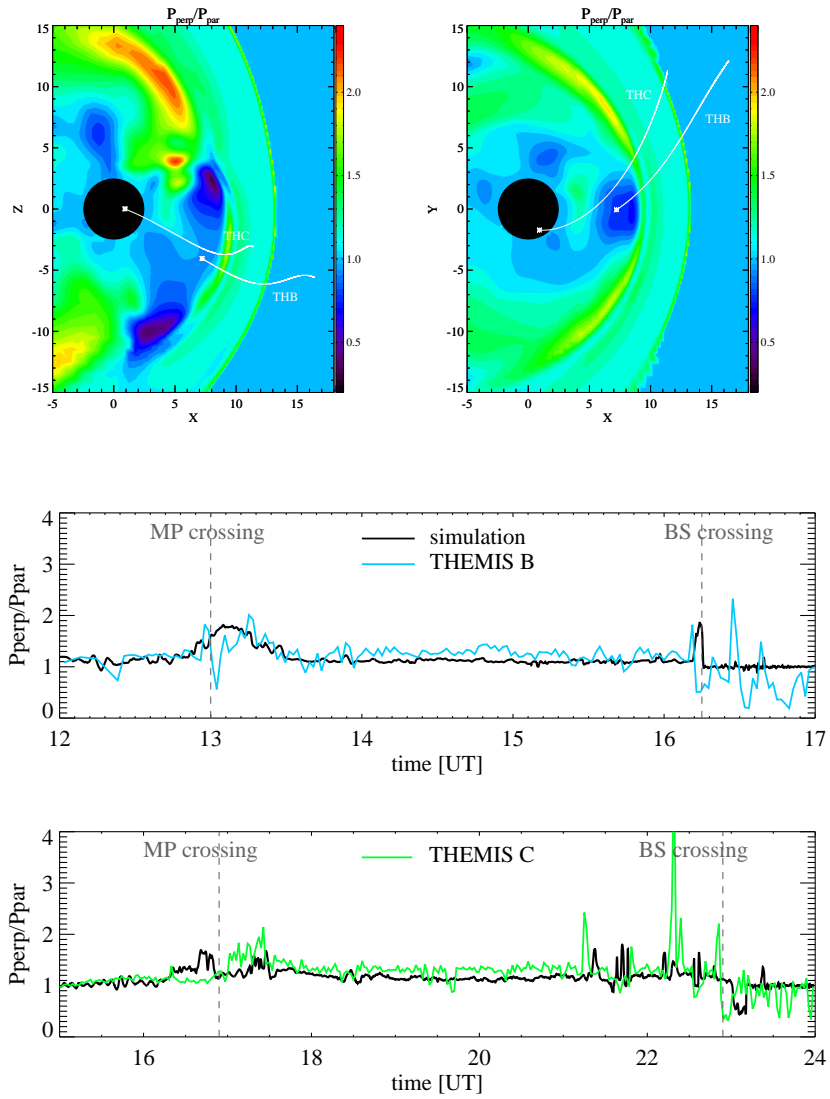 P_perp/P_par
P_perp/P_par
15
10
5
0
-5
-10
-15
Z
-5
0
5
10
15
X
THC
THB
2.0
1.5
1.0
0.5
15
10
5
0
-5
-10
-15
Y
-5
0
5
10
15
X
THC
THB
2.0
1.5
1.0
0.5
4
3
2
1
0
Pperp/Ppar
MP crossing
simulation
THEMIS B
BS crossing
12
13
14
15
16
17
time [UT]
4
3
2
1
0
Pperp/Ppar
MP crossing
THEMIS C
BS crossing
16
18
20
22
24
time [UT]